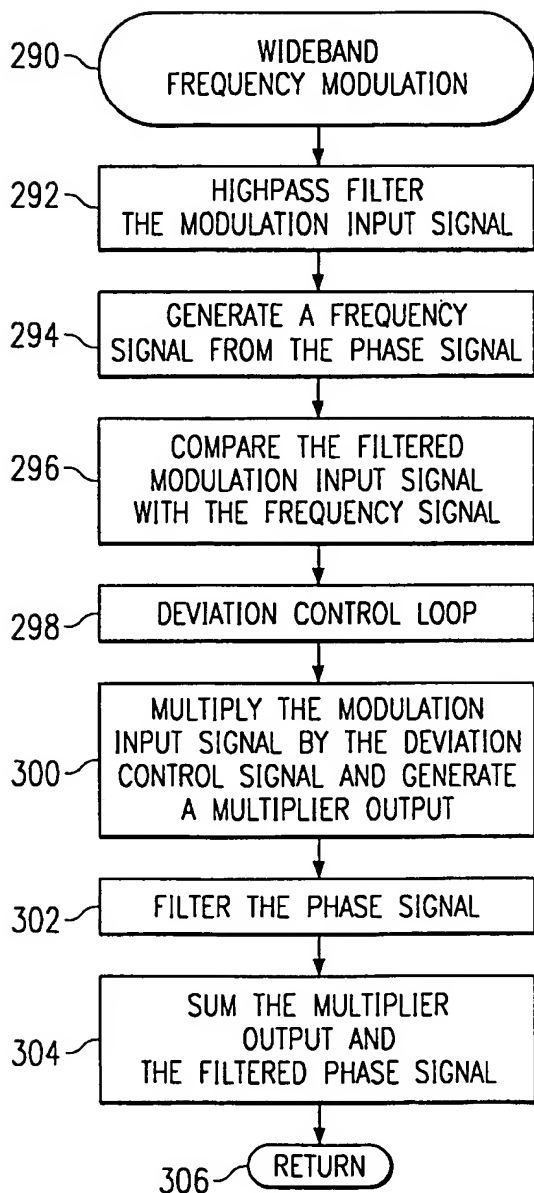 290
WIDEBAND
FREQUENCY MODULATION
292
HIGHPASS FILTER
THE MODULATION INPUT SIGNAL
294
GENERATE A FREQUENCY
SIGNAL FROM THE PHASE SIGNAL
296
COMPARE THE FILTERED
MODULATION INPUT SIGNAL
WITH THE FREQUENCY SIGNAL
298
DEVIATION CONTROL LOOP
300
MULTIPLY THE MODULATION
INPUT SIGNAL BY THE DEVIATION
CONTROL SIGNAL AND GENERATE
A MULTIPLIER OUTPUT
302
FILTER THE PHASE SIGNAL
304
SUM THE MULTIPLIER
OUTPUT AND
THE FILTERED PHASE SIGNAL
306
RETURN